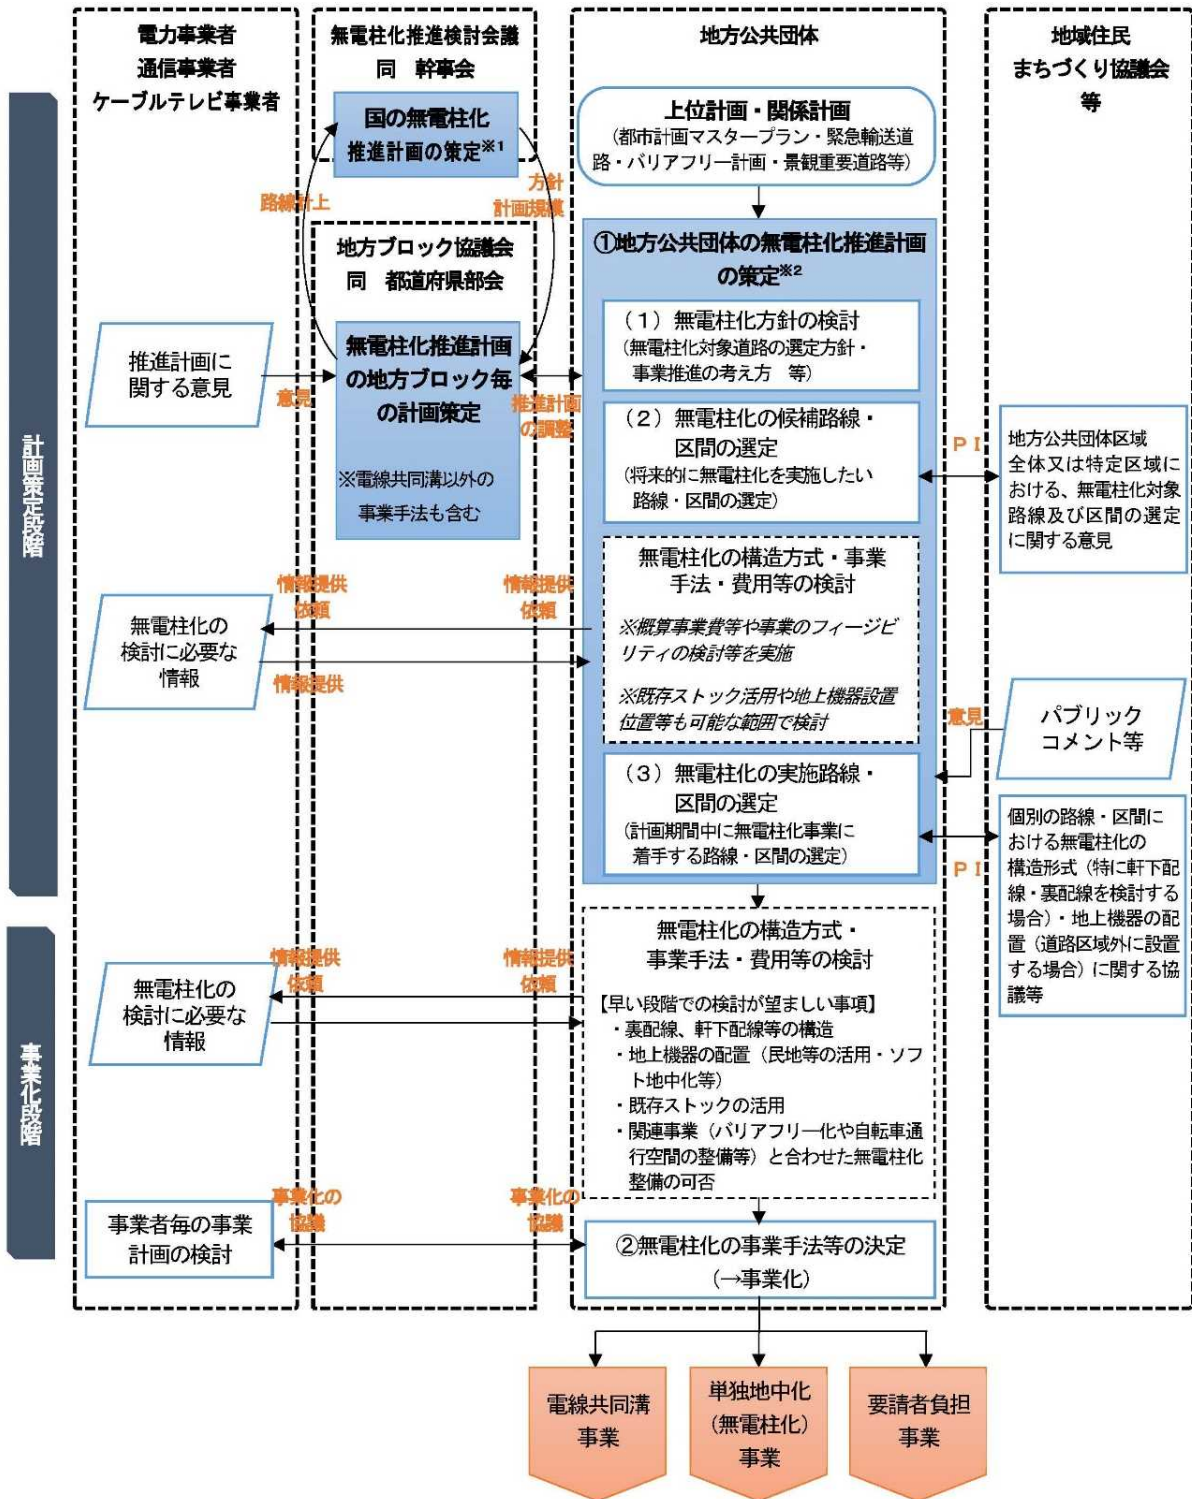 電力事業者
通信事業者
ケーブルテレビ事業者
無電柱化推進検討会議
同　幹事会
地方公共団体
地域住民
まちづくり協議会
等
計画策定段階
国の無電柱化
推進計画の策定※1
上位計画・関係計画
（都市計画マスタープラン・緊急輸送道
路・バリアフリー計画・景観重要道路等）
路線計上
方針
計画規模
地方ブロック協議会
同　都道府県部会
①地方公共団体の無電柱化推進計画
の策定※2
推進計画に
関する意見
意見
無電柱化推進計画
の地方ブロック毎
の計画策定
※電線共同溝以外の
事業手法も含む
推進計画
の調整
（１）無電柱化方針の検討
（無電柱化対象道路の選定方針・
事業推進の考え方　等）
（２）無電柱化の候補路線・
区間の選定
（将来的に無電柱化を実施したい
路線・区間の選定）
ＰＩ
地方公共団体区域
全体又は特定区域に
おける、無電柱化対象
路線及び区間の選定
に関する意見
無電柱化の
検討に必要な
情報
情報提供
依頼
情報提供
情報提供
依頼
無電柱化の構造方式・事業
手法・費用等の検討
※概算事業費等や事業のフィージビ
リティの検討等を実施
※既存ストック活用や地上機器設置
位置等も可能な範囲で検討
意見
パブリック
コメント等
（３）無電柱化の実施路線・
区間の選定
（計画期間中に無電柱化事業に
着手する路線・区間の選定）
ＰＩ
個別の路線・区間に
おける無電柱化の
構造形式（特に軒下配
線・裏配線を検討する
場合）・地上機器の配
置（道路区域外に設置
する場合）に関する協
議等
事業化段階
無電柱化の
検討に必要な
情報
情報提供
依頼
情報提供
依頼
無電柱化の構造方式・
事業手法・費用等の検討
【早い段階での検討が望ましい事項】
・裏配線、軒下配線等の構造
・地上機器の配置（民地等の活用・ソフ
ト地中化等）
・既存ストックの活用
・関連事業（バリアフリー化や自転車通
行空間の整備等）と合わせた無電柱化
整備の可否
事業者毎の事業
計画の検討
事業化の
協議
事業化の
協議
②無電柱化の事業手法等の決定
（→事業化）
電線共同溝
事業
単独地中化
（無電柱化）
事業
要請者負担
事業